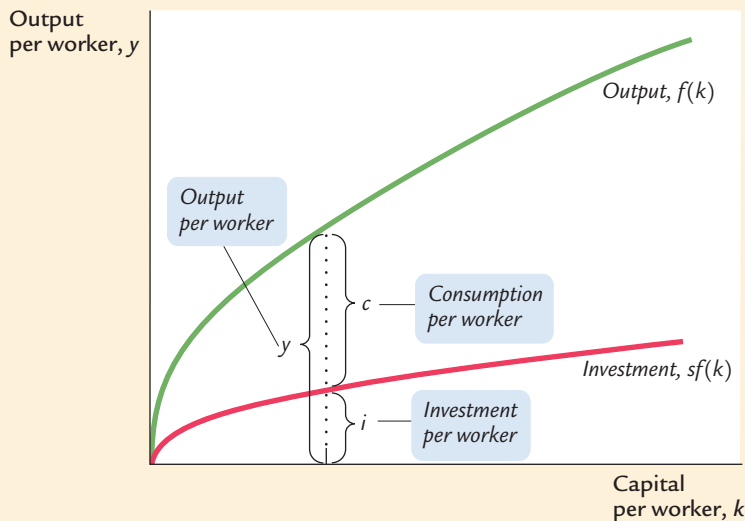 Output
per worker, y
Output, f(k)
Output
per worker
c
Consumption
per worker
y
Investment, sf(k)
i
Investment
per worker
Capital
per worker, k